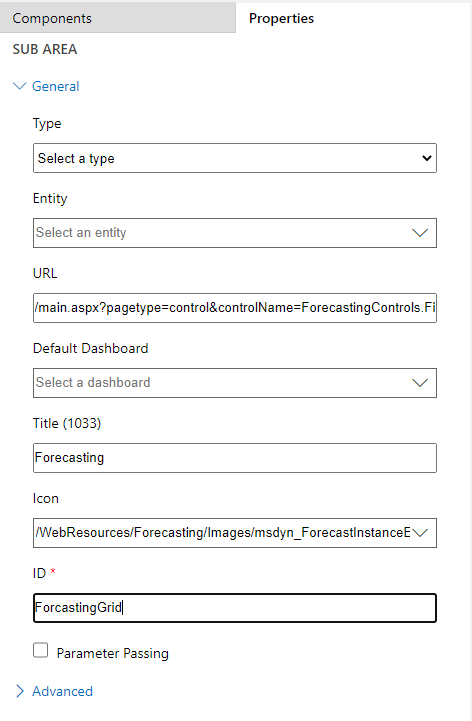 Components Properties
SUB AREA
General
Type
Select a type
Entity
Select an entity
URL
/main.aspx?pagetype=control&controlName=ForecastingControls.Fi
Default Dashboard
Select a dashboard
Title (1033)
Forecasting
Icon
/WebResources/Forecasting/Images/msdyn_ForecastInstanceE
ID *
ForcastingGrid
Parameter Passing
Advanced